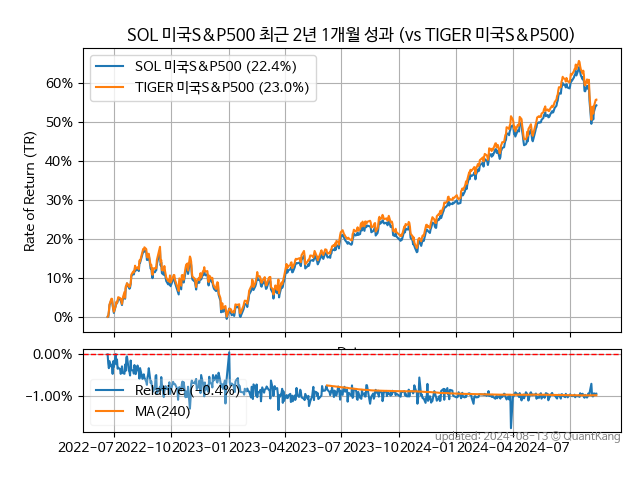 SOL 미국S&P500 최근 2년 1개월 성과 (vs TIGER 미국S&P500)
SOL 미국S&P500 (22.4%)
TIGER 미국S&P500 (23.0%)
Rate of Return (TR)
60%
50%
40%
30%
20%
10%
0%
0.00%
−1.00%
Relative (−0.4%)
MA(240)
updated: 2024-08-13 © QuantKang
2022-07 2022-10 2023-01 2023-04 2023-07 2023-10 2024-01 2024-04 2024-07